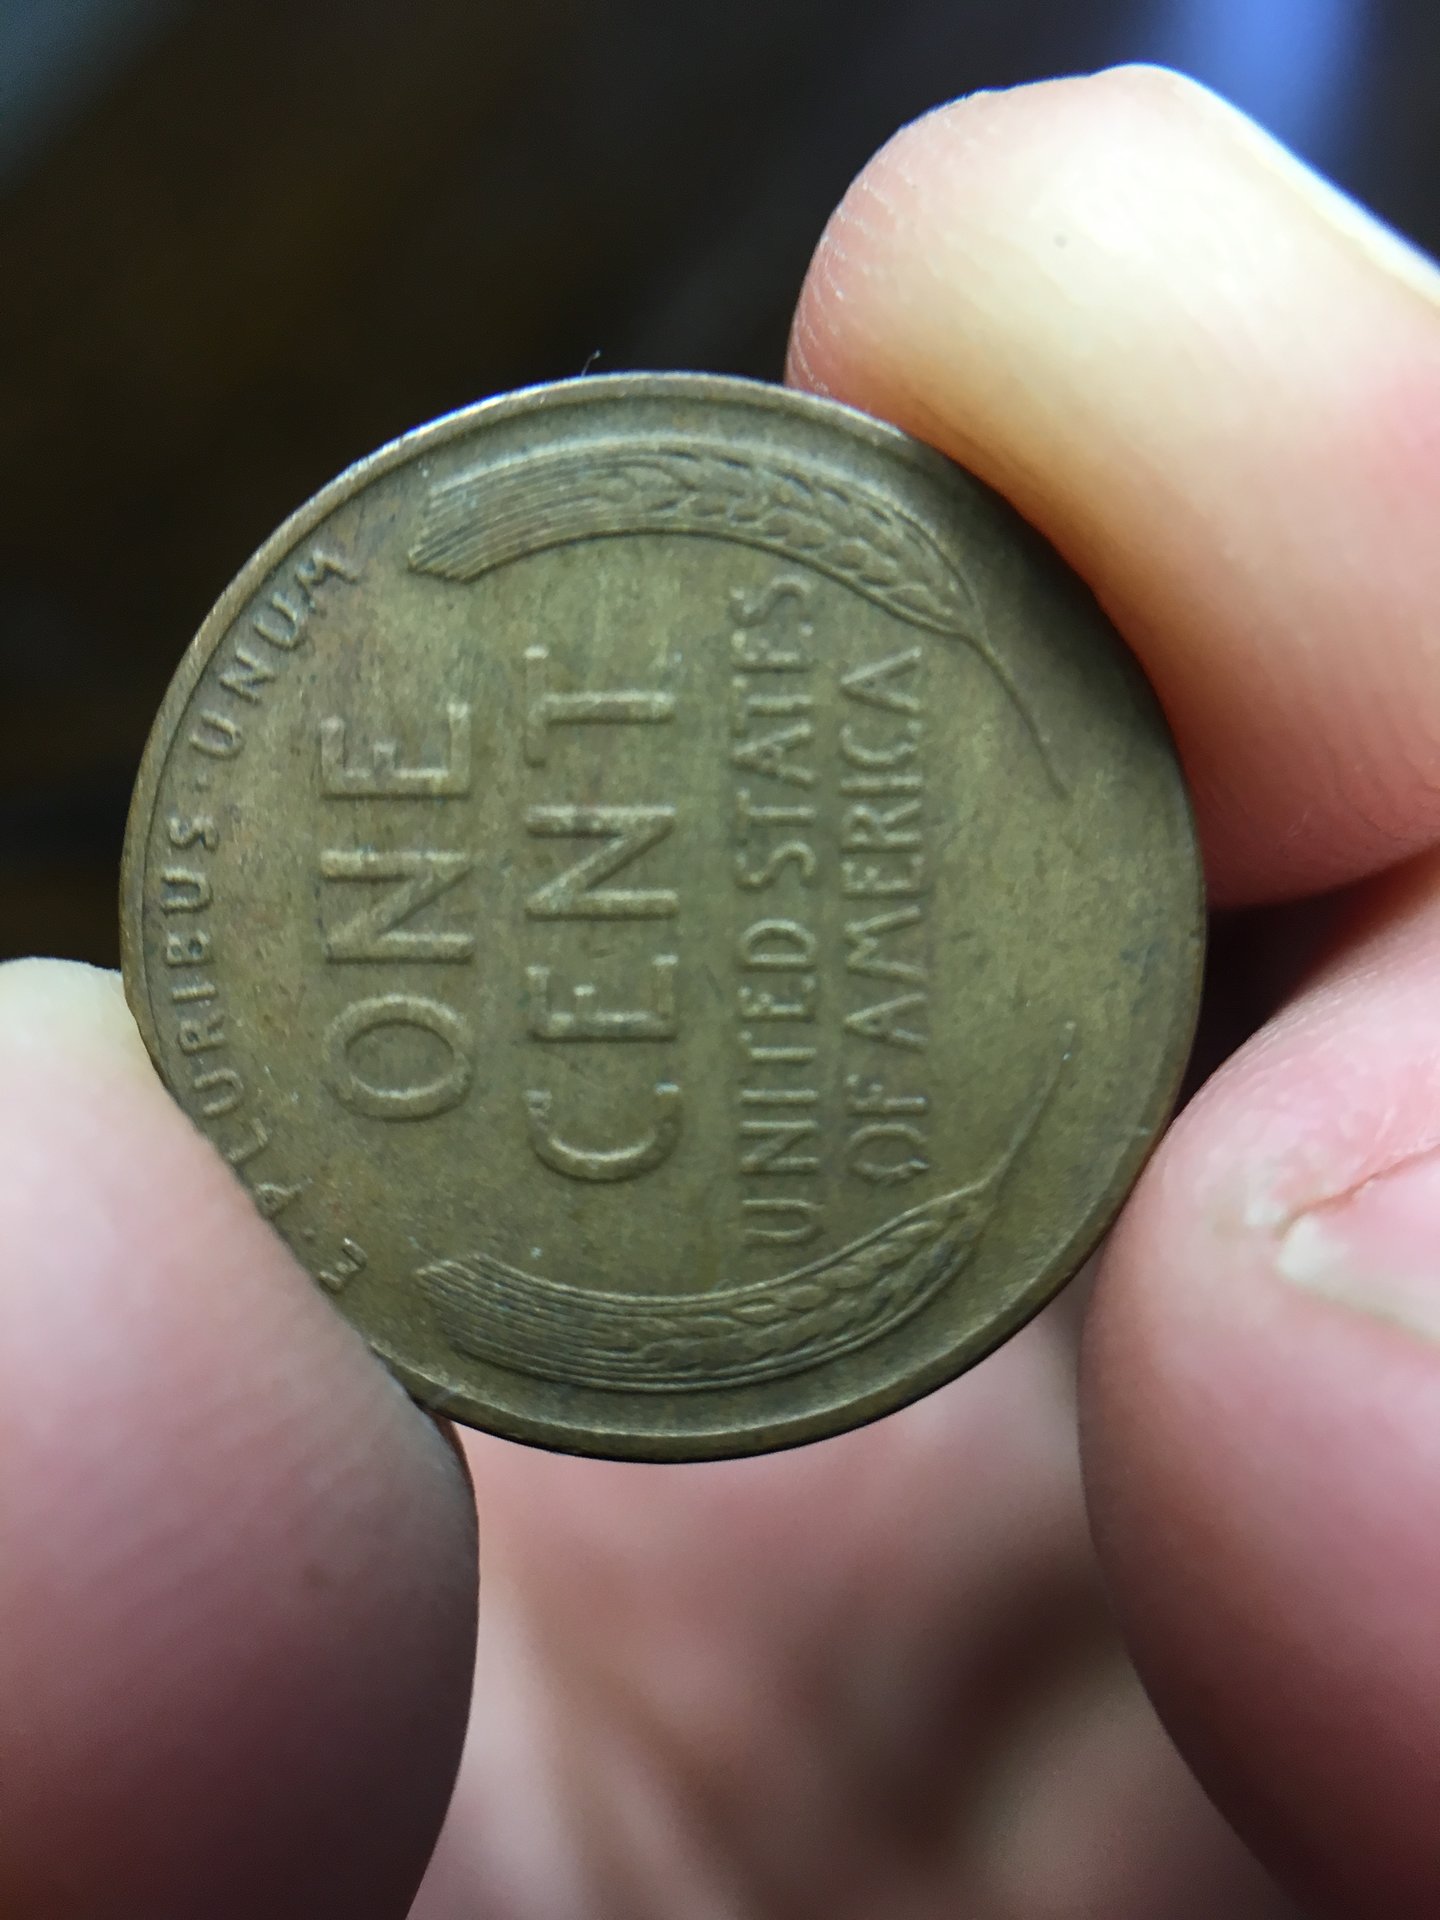 E · PLURIBUS · UNUM
ONE
CENT
UNITED STATES
OF AMERICA